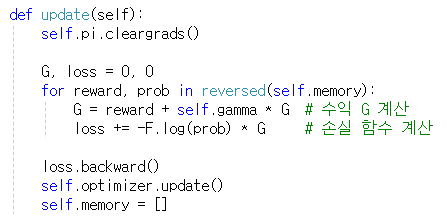 def update(self):
    self.pi.cleargrads()

    G, loss = 0, 0
    for reward, prob in reversed(self.memory):
        G = reward + self.gamma * G  # 수익 G 계산
        loss += -F.log(prob) * G     # 손실 함수 계산

    loss.backward()
    self.optimizer.update()
    self.memory = []